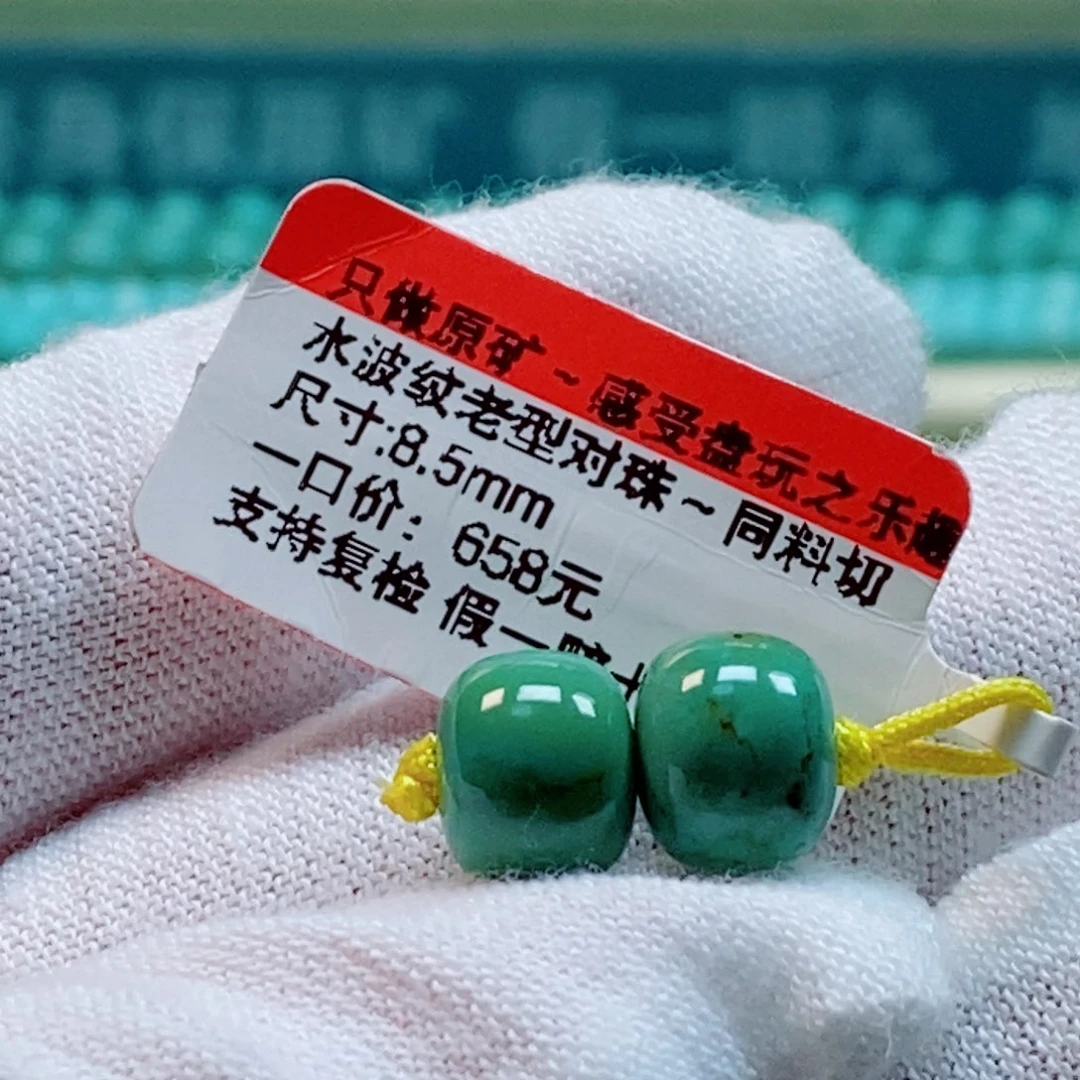 只做原矿~感受盘玩之乐趣
水波纹老型对珠~同料切
尺寸:8.5mm
一口价：658元
支持复检 假一赔十